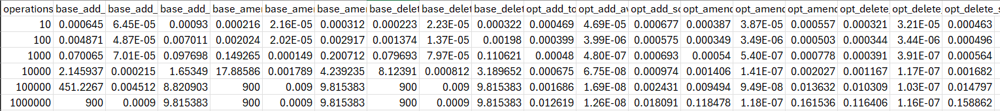 operations base_add_ base_add_ base_add_ base_amer base_amer base_amer base_delet base_delet base_delet opt_add_to opt_add_av opt_add_sc opt_amend opt_amend opt_amend opt_delete_ opt_delete_ opt_delete_s
10 0.000645 6.45E-05 0.00093 0.000216 2.16E-05 0.000312 0.000223 2.23E-05 0.000322 0.000469 4.69E-05 0.000677 0.000387 3.87E-05 0.000557 0.000321 3.21E-05 0.000463
100 0.004871 4.87E-05 0.007011 0.002024 2.02E-05 0.002917 0.001374 1.37E-05 0.00198 0.000399 3.99E-06 0.000575 0.000349 3.49E-06 0.000503 0.000344 3.44E-06 0.000496
1000 0.070065 7.01E-05 0.097698 0.149265 0.000149 0.200712 0.079693 7.97E-05 0.110621 0.00048 4.80E-07 0.000693 0.00054 5.40E-07 0.000778 0.000391 3.91E-07 0.000564
10000 2.145937 0.000215 1.65349 17.88586 0.001789 4.239235 8.12391 0.000812 3.189652 0.000675 6.75E-08 0.000974 0.001406 1.41E-07 0.002027 0.001167 1.17E-07 0.001682
100000 451.2267 0.004512 8.820903 900 0.009 9.815383 900 0.009 9.815383 0.001686 1.69E-08 0.002431 0.009494 9.49E-08 0.013632 0.010309 1.03E-07 0.014797
1000000 900 0.0009 9.815383 900 0.0009 9.815383 900 0.0009 9.815383 0.012619 1.26E-08 0.018091 0.118478 1.18E-07 0.161536 0.116406 1.16E-07 0.158862